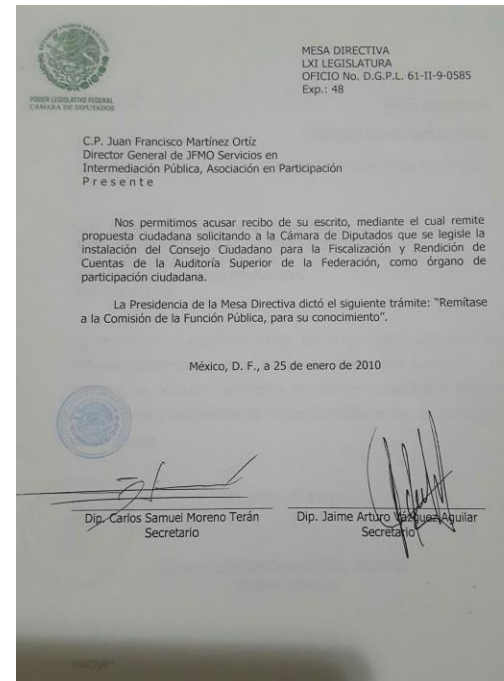 MESA DIRECTIVA
LXI LEGISLATURA
OFICIO No. D.G.P.L. 61-II-9-0585
Exp.: 48
PODER LEGISLATIVO FEDERAL
CÁMARA DE DIPUTADOS
C.P. Juan Francisco Martínez Ortíz
Director General de JFMO Servicios en
Intermediación Pública, Asociación en Participación
P r e s e n t e
Nos permitimos acusar recibo de su escrito, mediante el cual remite
propuesta ciudadana solicitando a la Cámara de Diputados que se legisle la
instalación del Consejo Ciudadano para la Fiscalización y Rendición de
Cuentas de la Auditoría Superior de la Federación, como órgano de
participación ciudadana.
La Presidencia de la Mesa Directiva dictó el siguiente trámite: "Remítase
a la Comisión de la Función Pública, para su conocimiento".
México, D. F., a 25 de enero de 2010
Dip. Carlos Samuel Moreno Terán
Secretario
Dip. Jaime Arturo Vázquez Aguilar
Secretario